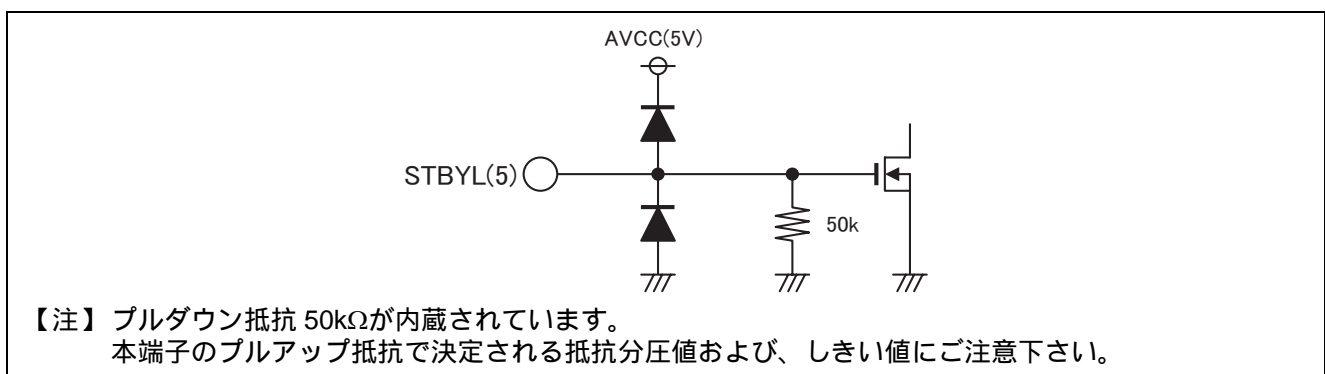 AVCC(5V)
STBYL(5)
50k
【注】プルダウン抵抗 50kΩが内蔵されています。
本端子のプルアップ抵抗で決定される抵抗分圧値および、しきい値にご注意下さい。